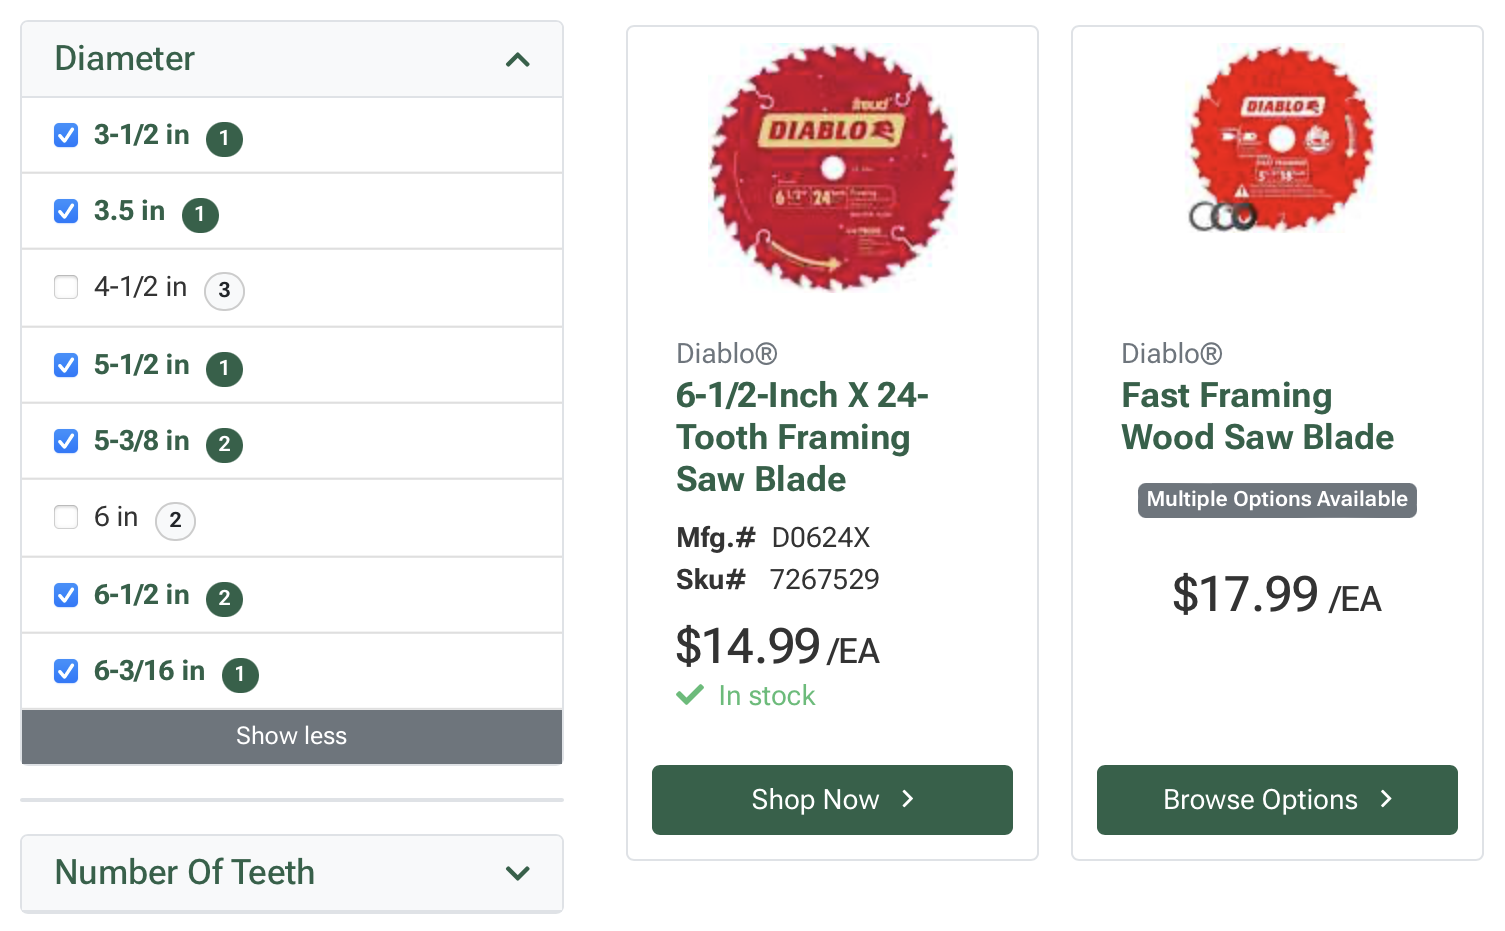 Diameter
3-1/2 in 1
3.5 in 1
4-1/2 in 3
5-1/2 in 1
5-3/8 in 2
6 in 2
6-1/2 in 2
6-3/16 in 1
Show less
Number Of Teeth
freud
DIABLO
6 1/2" 24
Framing
Diablo®
6-1/2-Inch X 24-
Tooth Framing
Saw Blade
Mfg.# D0624X
Sku# 7267529
$14.99 /EA
In stock
Shop Now
DIABLO
Diablo®
Fast Framing
Wood Saw Blade
Multiple Options Available
$17.99 /EA
Browse Options